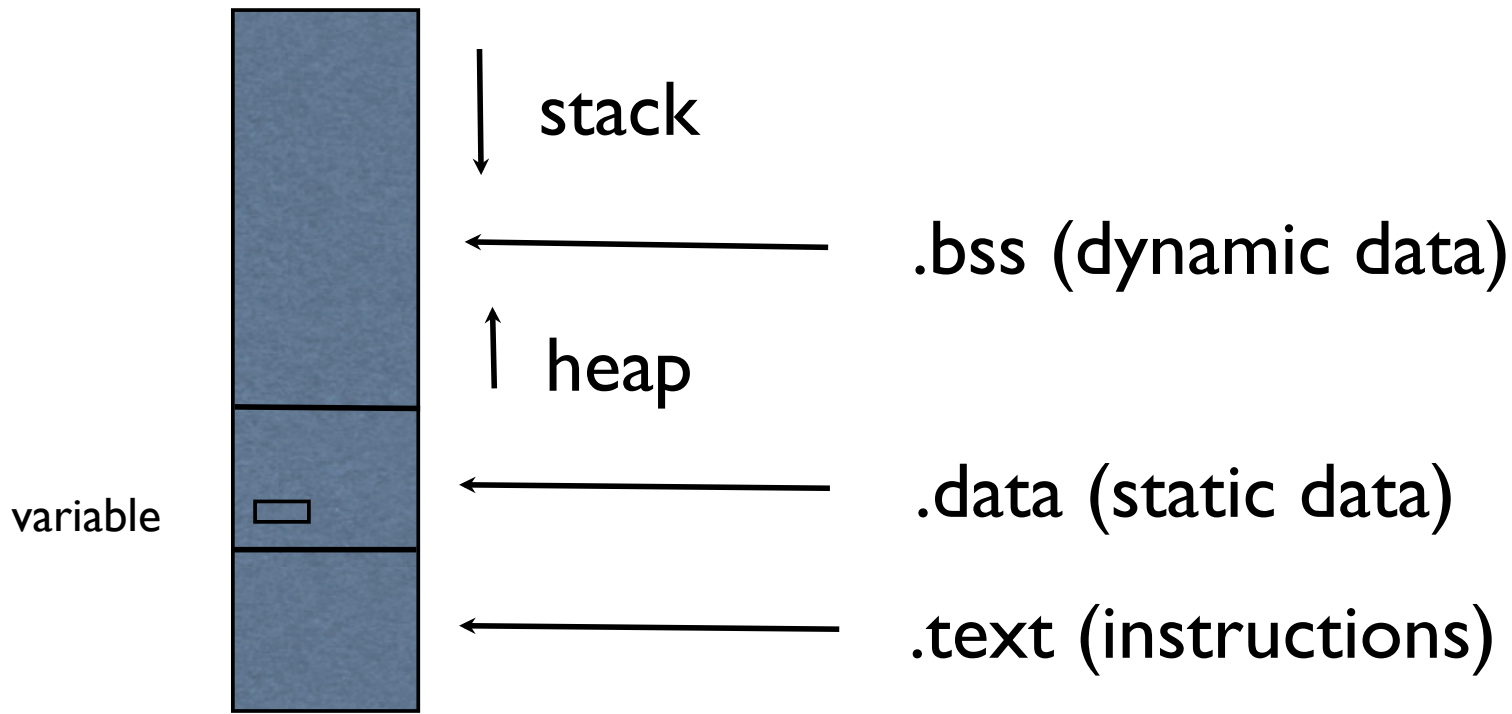 stack
.bss (dynamic data)
heap
.data (static data)
variable
.text (instructions)